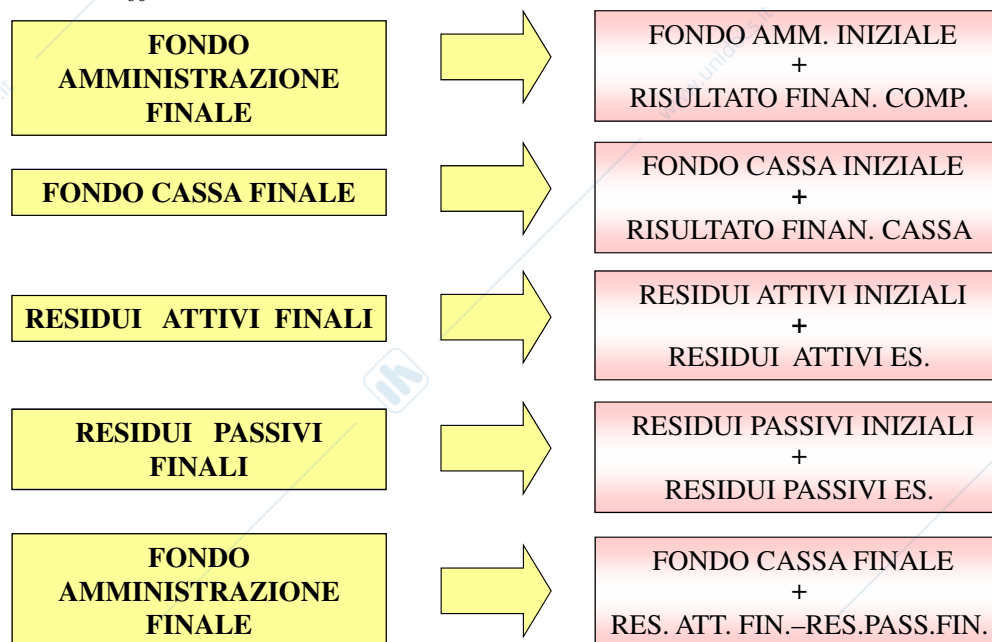 FONDO
AMMINISTRAZIONE
FINALE
FONDO AMM. INIZIALE
+
RISULTATO FINAN. COMP.
FONDO CASSA FINALE
FONDO CASSA INIZIALE
+
RISULTATO FINAN. CASSA
RESIDUI ATTIVI FINALI
RESIDUI ATTIVI INIZIALI
+
RESIDUI ATTIVI ES.
RESIDUI PASSIVI
FINALI
RESIDUI PASSIVI INIZIALI
+
RESIDUI PASSIVI ES.
FONDO
AMMINISTRAZIONE
FINALE
FONDO CASSA FINALE
+
RES. ATT. FIN.–RES.PASS.FIN.